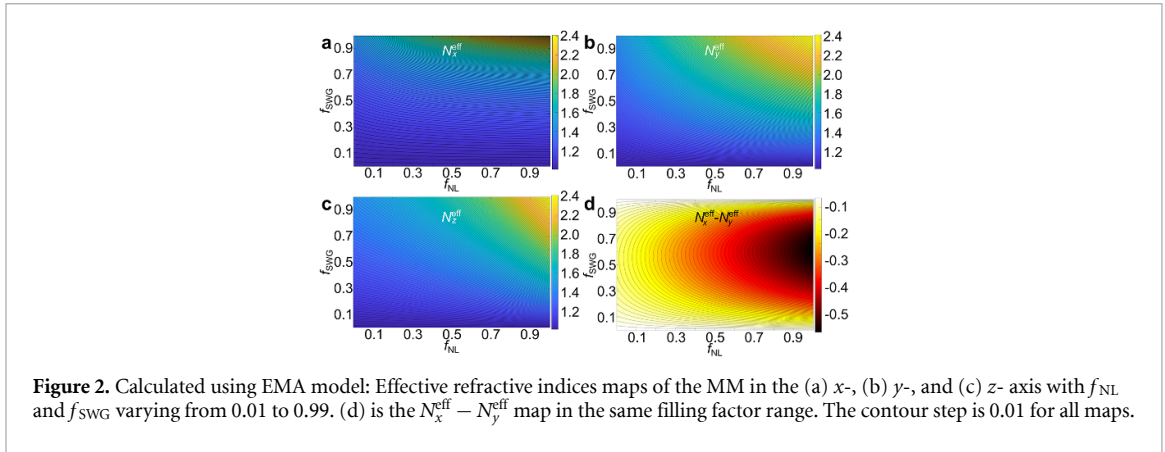 a
N_x^eff
0.9
0.7
0.5
0.3
0.1
f_SWG
0.1 0.3 0.5 0.7 0.9
f_NL
2.4
2.2
2.0
1.8
1.6
1.4
1.2
b
N_y^eff
0.9
0.7
0.5
0.3
0.1
f_SWG
0.1 0.3 0.5 0.7 0.9
f_NL
2.4
2.2
2.0
1.8
1.6
1.4
1.2
c
N_z^eff
0.9
0.7
0.5
0.3
0.1
f_SWG
0.1 0.3 0.5 0.7 0.9
f_NL
2.4
2.2
2.0
1.8
1.6
1.4
1.2
d
N_x^eff-N_y^eff
0.9
0.7
0.5
0.3
0.1
f_SWG
0.1 0.3 0.5 0.7 0.9
f_NL
-0.1
-0.2
-0.3
-0.4
-0.5
Figure 2. Calculated using EMA model: Effective refractive indices maps of the MM in the (a) x-, (b) y-, and (c) z- axis with f_NL
and f_SWG varying from 0.01 to 0.99. (d) is the N_x^eff − N_y^eff map in the same filling factor range. The contour step is 0.01 for all maps.